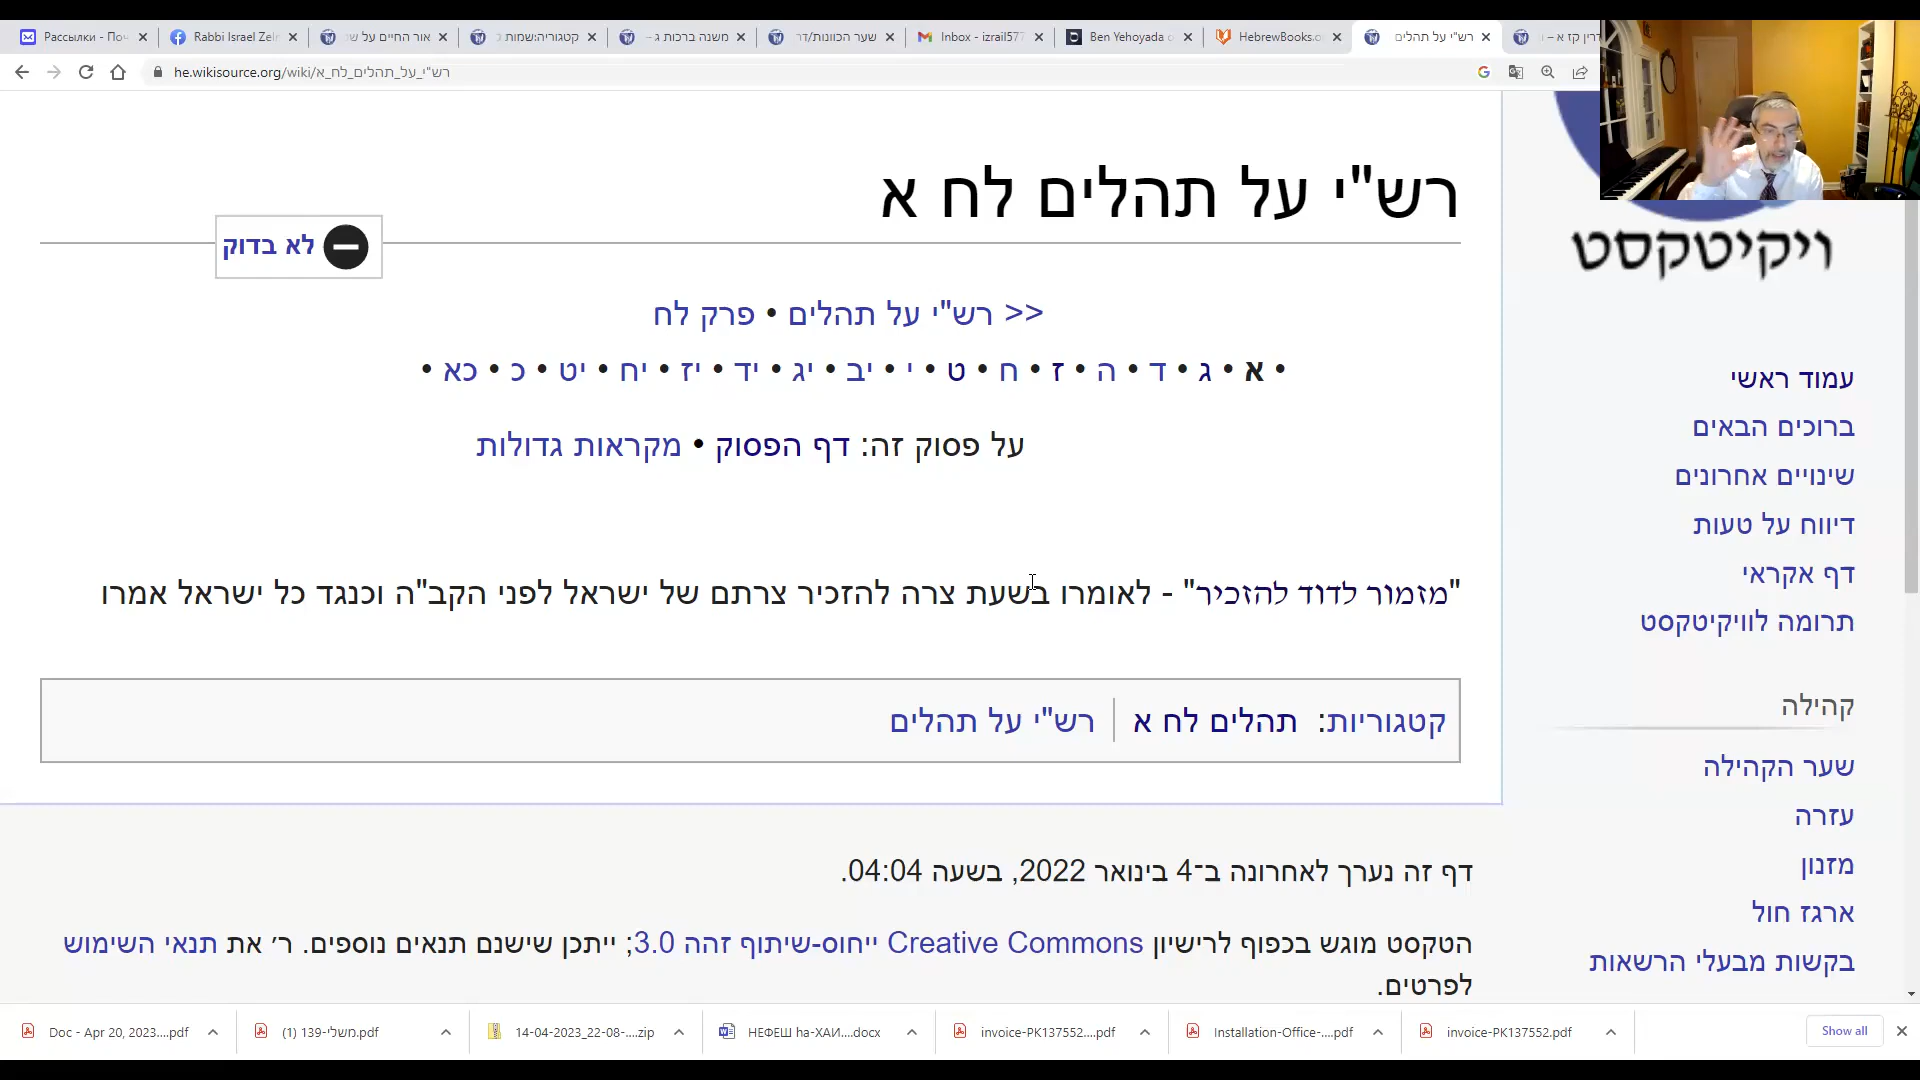 Рассылки - По
Rabbi Israel Zel
אור החיים על ש
קטגוריה:שמות
משנה ברכות ג –
שער הכוונות/דר
Inbox - izrail577
Ben Yehoyada
HebrewBooks.o
רש"י על תהלים
דרין קז א –
he.wikisource.org/wiki/רש"י_על_תהלים_לח_א
רש"י על תהלים לח א
לא בדוק
<< רש"י על תהלים • פרק לח
• א • ג • ד • ה • ז • ח • ט • י • יב • יג • יד • יז • יח • יט • כ • כא •
על פסוק זה: דף הפסוק • מקראות גדולות
"מזמור לדוד להזכיר" - לאומרו בשעת צרה להזכיר צרתם של ישראל לפני הקב"ה וכנגד כל ישראל אמרו
קטגוריות: תהלים לח א | רש"י על תהלים
דף זה נערך לאחרונה ב־4 בינואר 2022, בשעה 04:04.
הטקסט מוגש בכפוף לרישיון Creative Commons ייחוס-שיתוף זהה 3.0; ייתכן שישנם תנאים נוספים. ר׳ את תנאי השימוש
לפרטים.
ויקיטקסט
עמוד ראשי
ברוכים הבאים
שינויים אחרונים
דיווח על טעות
דף אקראי
תרומה לוויקיטקסט
קהילה
שער הקהילה
עזרה
מזנון
ארגז חול
בקשות מבעלי הרשאות
Doc - Apr 20, 2023....pdf
משלי-139 (1).pdf
14-04-2023_22-08-....zip
НЕФЕШ hа-ХАИ....docx
invoice-PK137552....pdf
Installation-Office-....pdf
invoice-PK137552.pdf
Show all